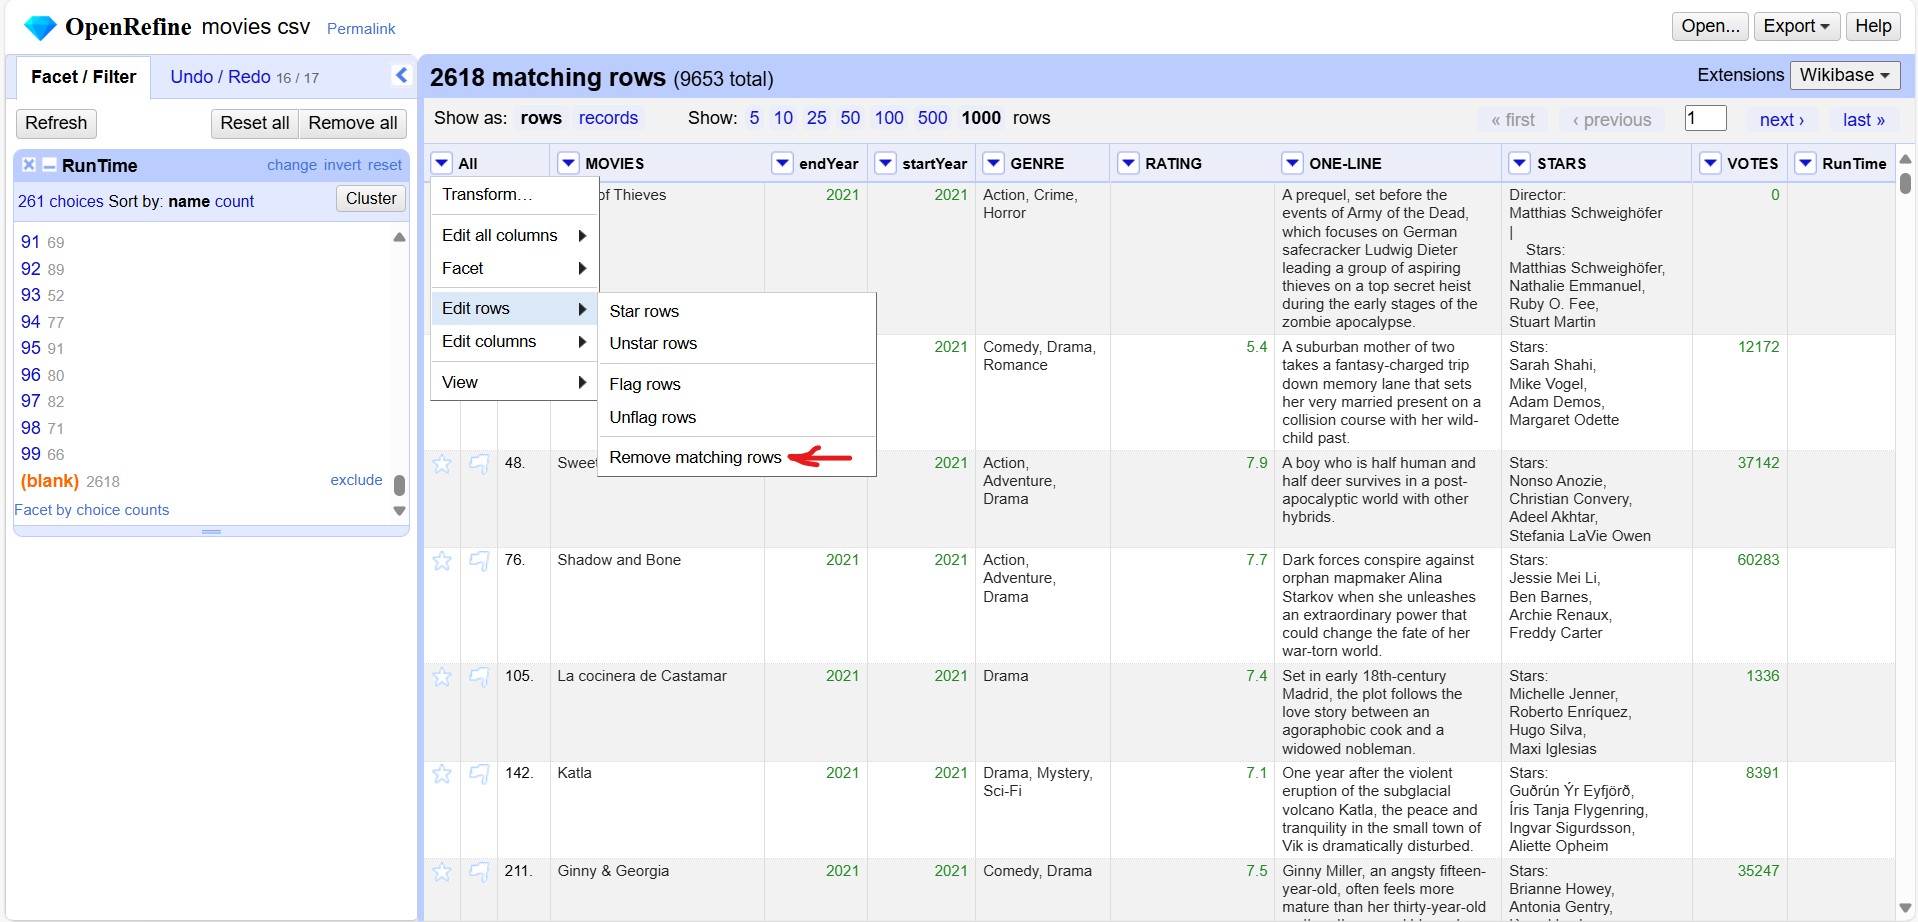 OpenRefine movies csv Permalink
Open... Export Help
Facet / Filter Undo / Redo 16 / 17
Refresh Reset all Remove all
RunTime change invert reset
261 choices Sort by: name count Cluster
91 69
92 89
93 52
94 77
95 91
96 80
97 82
98 71
99 66
(blank) 2618 exclude
Facet by choice counts
2618 matching rows (9653 total)
Extensions Wikibase
Show as: rows records Show: 5 10 25 50 100 500 1000 rows
« first ‹ previous 1 next › last »
All MOVIES endYear startYear GENRE RATING ONE-LINE STARS VOTES RunTime
Transform…
Edit all columns
Facet
Edit rows
Edit columns
View
Star rows
Unstar rows
Flag rows
Unflag rows
Remove matching rows
of Thieves 2021 2021
Action, Crime,
Horror
A prequel, set before the
events of Army of the Dead,
which focuses on German
safecracker Ludwig Dieter
leading a group of aspiring
thieves on a top secret heist
during the early stages of the
zombie apocalypse.
Director:
Matthias Schweighöfer
|
Stars:
Matthias Schweighöfer,
Nathalie Emmanuel,
Ruby O. Fee,
Stuart Martin
0
2021
Comedy, Drama,
Romance
5.4
A suburban mother of two
takes a fantasy-charged trip
down memory lane that sets
her very married present on a
collision course with her wild-
child past.
Stars:
Sarah Shahi,
Mike Vogel,
Adam Demos,
Margaret Odette
12172
48. Sweet 2021
Action,
Adventure,
Drama
7.9
A boy who is half human and
half deer survives in a post-
apocalyptic world with other
hybrids.
Stars:
Nonso Anozie,
Christian Convery,
Adeel Akhtar,
Stefania LaVie Owen
37142
76. Shadow and Bone 2021 2021
Action,
Adventure,
Drama
7.7
Dark forces conspire against
orphan mapmaker Alina
Starkov when she unleashes
an extraordinary power that
could change the fate of her
war-torn world.
Stars:
Jessie Mei Li,
Ben Barnes,
Archie Renaux,
Freddy Carter
60283
105. La cocinera de Castamar 2021 2021
Drama
7.4
Set in early 18th-century
Madrid, the plot follows the
love story between an
agoraphobic cook and a
widowed nobleman.
Stars:
Michelle Jenner,
Roberto Enríquez,
Hugo Silva,
Maxi Iglesias
1336
142. Katla 2021 2021
Drama, Mystery,
Sci-Fi
7.1
One year after the violent
eruption of the subglacial
volcano Katla, the peace and
tranquility in the small town of
Vik is dramatically disturbed.
Stars:
Guðrún Ýr Eyfjörð,
Íris Tanja Flygenring,
Ingvar Sigurdsson,
Aliette Opheim
8391
211. Ginny & Georgia 2021 2021
Comedy, Drama
7.5
Ginny Miller, an angsty fifteen-
year-old, often feels more
mature than her thirty-year-old
Stars:
Brianne Howey,
Antonia Gentry,
35247